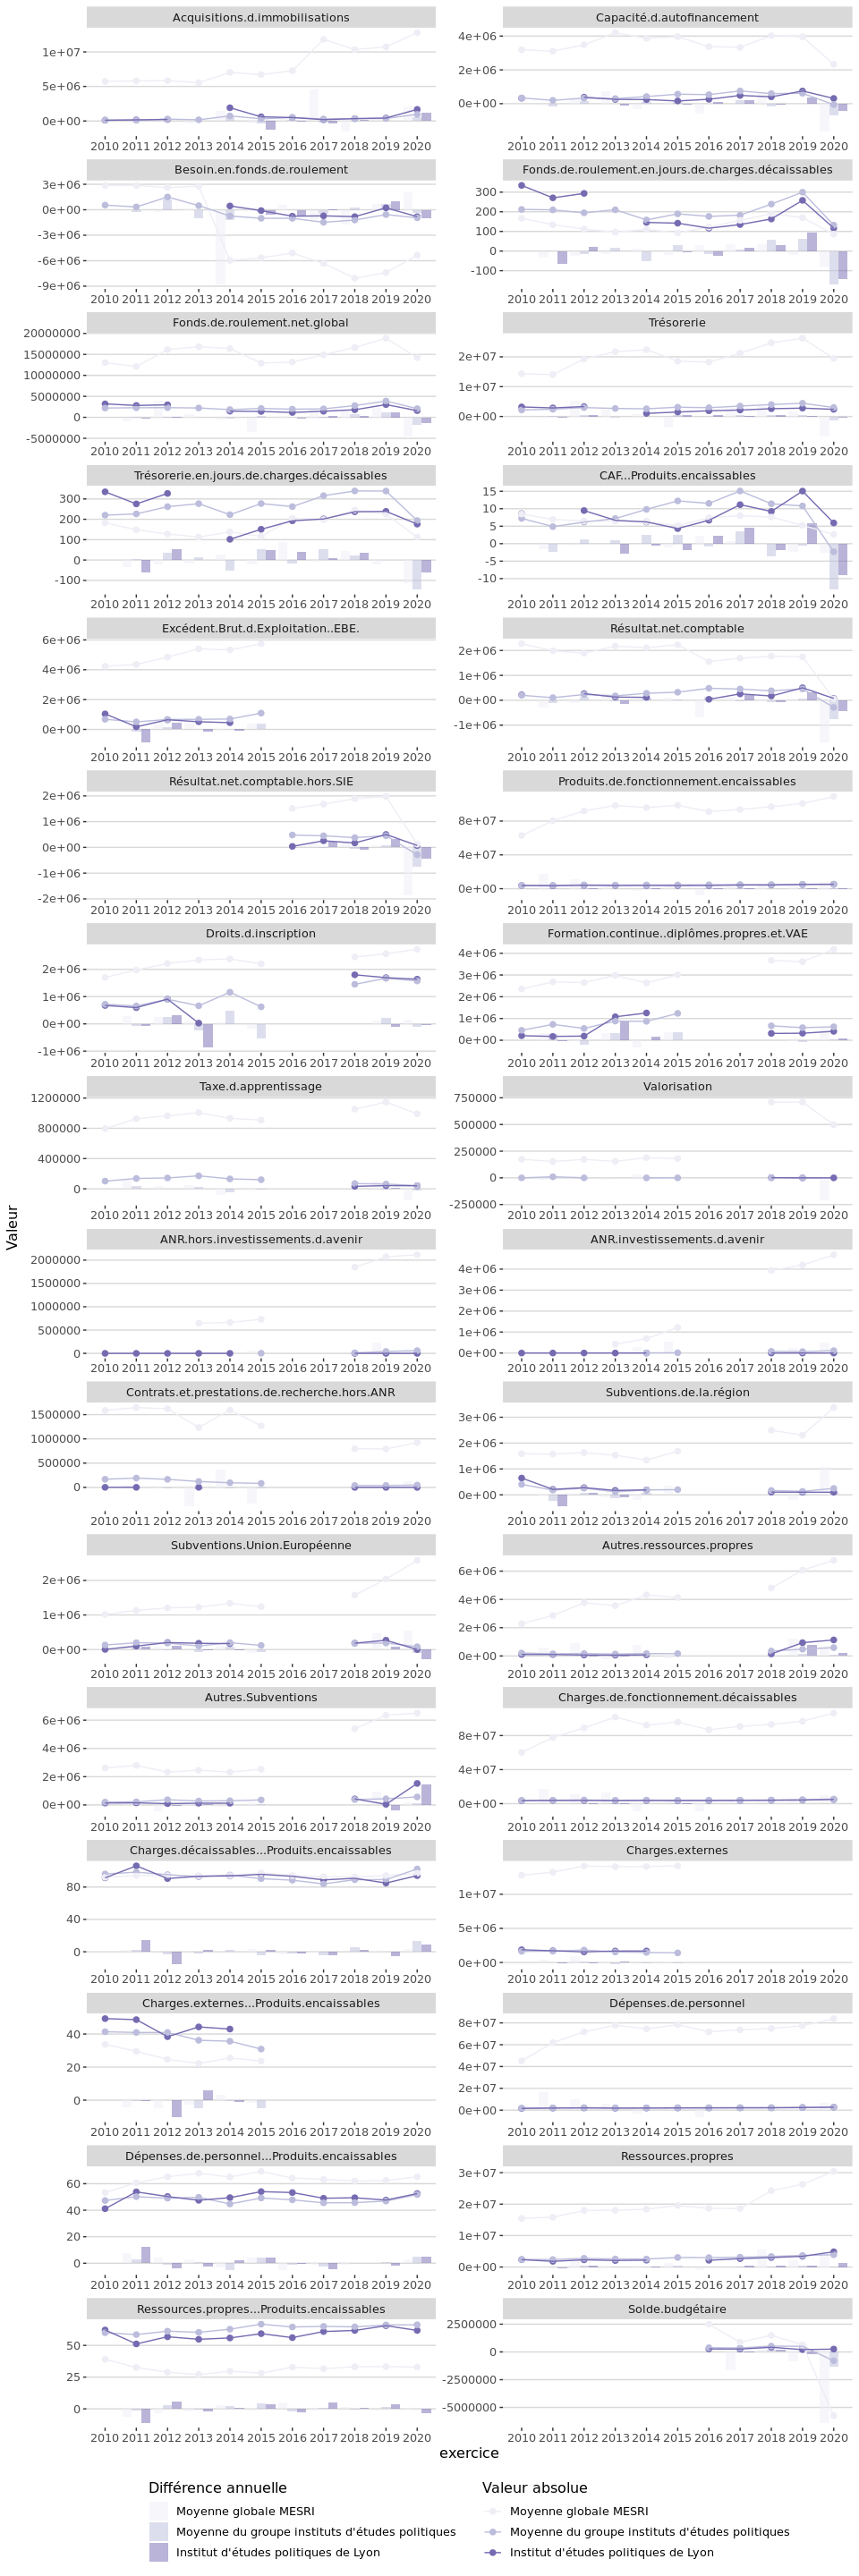 Valeur
Acquisitions.d.immobilisations
1e+07
5e+06
0e+00
2010 2011 2012 2013 2014 2015 2016 2017 2018 2019 2020
Capacité.d.autofinancement
4e+06
2e+06
0e+00
2010 2011 2012 2013 2014 2015 2016 2017 2018 2019 2020
Besoin.en.fonds.de.roulement
3e+06
0e+00
-3e+06
-6e+06
-9e+06
2010 2011 2012 2013 2014 2015 2016 2017 2018 2019 2020
Fonds.de.roulement.en.jours.de.charges.décaissables
300
200
100
0
-100
2010 2011 2012 2013 2014 2015 2016 2017 2018 2019 2020
Fonds.de.roulement.net.global
20000000
15000000
10000000
5000000
0
-5000000
2010 2011 2012 2013 2014 2015 2016 2017 2018 2019 2020
Trésorerie
2e+07
1e+07
0e+00
2010 2011 2012 2013 2014 2015 2016 2017 2018 2019 2020
Trésorerie.en.jours.de.charges.décaissables
300
200
100
0
-100
2010 2011 2012 2013 2014 2015 2016 2017 2018 2019 2020
CAF...Produits.encaissables
15
10
5
0
-5
-10
2010 2011 2012 2013 2014 2015 2016 2017 2018 2019 2020
Excédent.Brut.d.Exploitation..EBE.
6e+06
4e+06
2e+06
0e+00
2010 2011 2012 2013 2014 2015 2016 2017 2018 2019 2020
Résultat.net.comptable
2e+06
1e+06
0e+00
-1e+06
2010 2011 2012 2013 2014 2015 2016 2017 2018 2019 2020
Résultat.net.comptable.hors.SIE
2e+06
1e+06
0e+00
-1e+06
-2e+06
2010 2011 2012 2013 2014 2015 2016 2017 2018 2019 2020
Produits.de.fonctionnement.encaissables
8e+07
4e+07
0e+00
2010 2011 2012 2013 2014 2015 2016 2017 2018 2019 2020
Droits.d.inscription
2e+06
1e+06
0e+00
-1e+06
2010 2011 2012 2013 2014 2015 2016 2017 2018 2019 2020
Formation.continue..diplômes.propres.et.VAE
4e+06
3e+06
2e+06
1e+06
0e+00
2010 2011 2012 2013 2014 2015 2016 2017 2018 2019 2020
Taxe.d.apprentissage
1200000
800000
400000
0
2010 2011 2012 2013 2014 2015 2016 2017 2018 2019 2020
Valorisation
750000
500000
250000
0
-250000
2010 2011 2012 2013 2014 2015 2016 2017 2018 2019 2020
ANR.hors.investissements.d.avenir
2000000
1500000
1000000
500000
0
2010 2011 2012 2013 2014 2015 2016 2017 2018 2019 2020
ANR.investissements.d.avenir
4e+06
3e+06
2e+06
1e+06
0e+00
2010 2011 2012 2013 2014 2015 2016 2017 2018 2019 2020
Contrats.et.prestations.de.recherche.hors.ANR
1500000
1000000
500000
0
2010 2011 2012 2013 2014 2015 2016 2017 2018 2019 2020
Subventions.de.la.région
3e+06
2e+06
1e+06
0e+00
2010 2011 2012 2013 2014 2015 2016 2017 2018 2019 2020
Subventions.Union.Européenne
2e+06
1e+06
0e+00
2010 2011 2012 2013 2014 2015 2016 2017 2018 2019 2020
Autres.ressources.propres
6e+06
4e+06
2e+06
0e+00
2010 2011 2012 2013 2014 2015 2016 2017 2018 2019 2020
Autres.Subventions
6e+06
4e+06
2e+06
0e+00
2010 2011 2012 2013 2014 2015 2016 2017 2018 2019 2020
Charges.de.fonctionnement.décaissables
8e+07
4e+07
0e+00
2010 2011 2012 2013 2014 2015 2016 2017 2018 2019 2020
Charges.décaissables...Produits.encaissables
80
40
0
2010 2011 2012 2013 2014 2015 2016 2017 2018 2019 2020
Charges.externes
1e+07
5e+06
0e+00
2010 2011 2012 2013 2014 2015 2016 2017 2018 2019 2020
Charges.externes...Produits.encaissables
40
20
0
2010 2011 2012 2013 2014 2015 2016 2017 2018 2019 2020
Dépenses.de.personnel
8e+07
6e+07
4e+07
2e+07
0e+00
2010 2011 2012 2013 2014 2015 2016 2017 2018 2019 2020
Dépenses.de.personnel...Produits.encaissables
60
40
20
0
2010 2011 2012 2013 2014 2015 2016 2017 2018 2019 2020
Ressources.propres
3e+07
2e+07
1e+07
0e+00
2010 2011 2012 2013 2014 2015 2016 2017 2018 2019 2020
Ressources.propres...Produits.encaissables
50
25
0
2010 2011 2012 2013 2014 2015 2016 2017 2018 2019 2020
Solde.budgétaire
2500000
0
-2500000
-5000000
2010 2011 2012 2013 2014 2015 2016 2017 2018 2019 2020
exercice
Différence annuelle
Moyenne globale MESRI
Moyenne du groupe instituts d'études politiques
Institut d'études politiques de Lyon
Valeur absolue
Moyenne globale MESRI
Moyenne du groupe instituts d'études politiques
Institut d'études politiques de Lyon